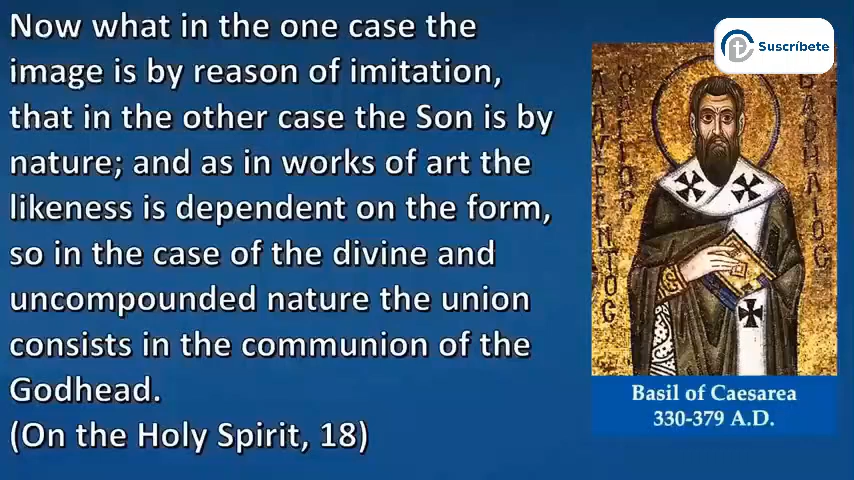 Now what in the one case the
image is by reason of imitation,
that in the other case the Son is by
nature; and as in works of art the
likeness is dependent on the form,
so in the case of the divine and
uncompounded nature the union
consists in the communion of the
Godhead.
(On the Holy Spirit, 18)
Suscríbete
Basil of Caesarea
330-379 A.D.